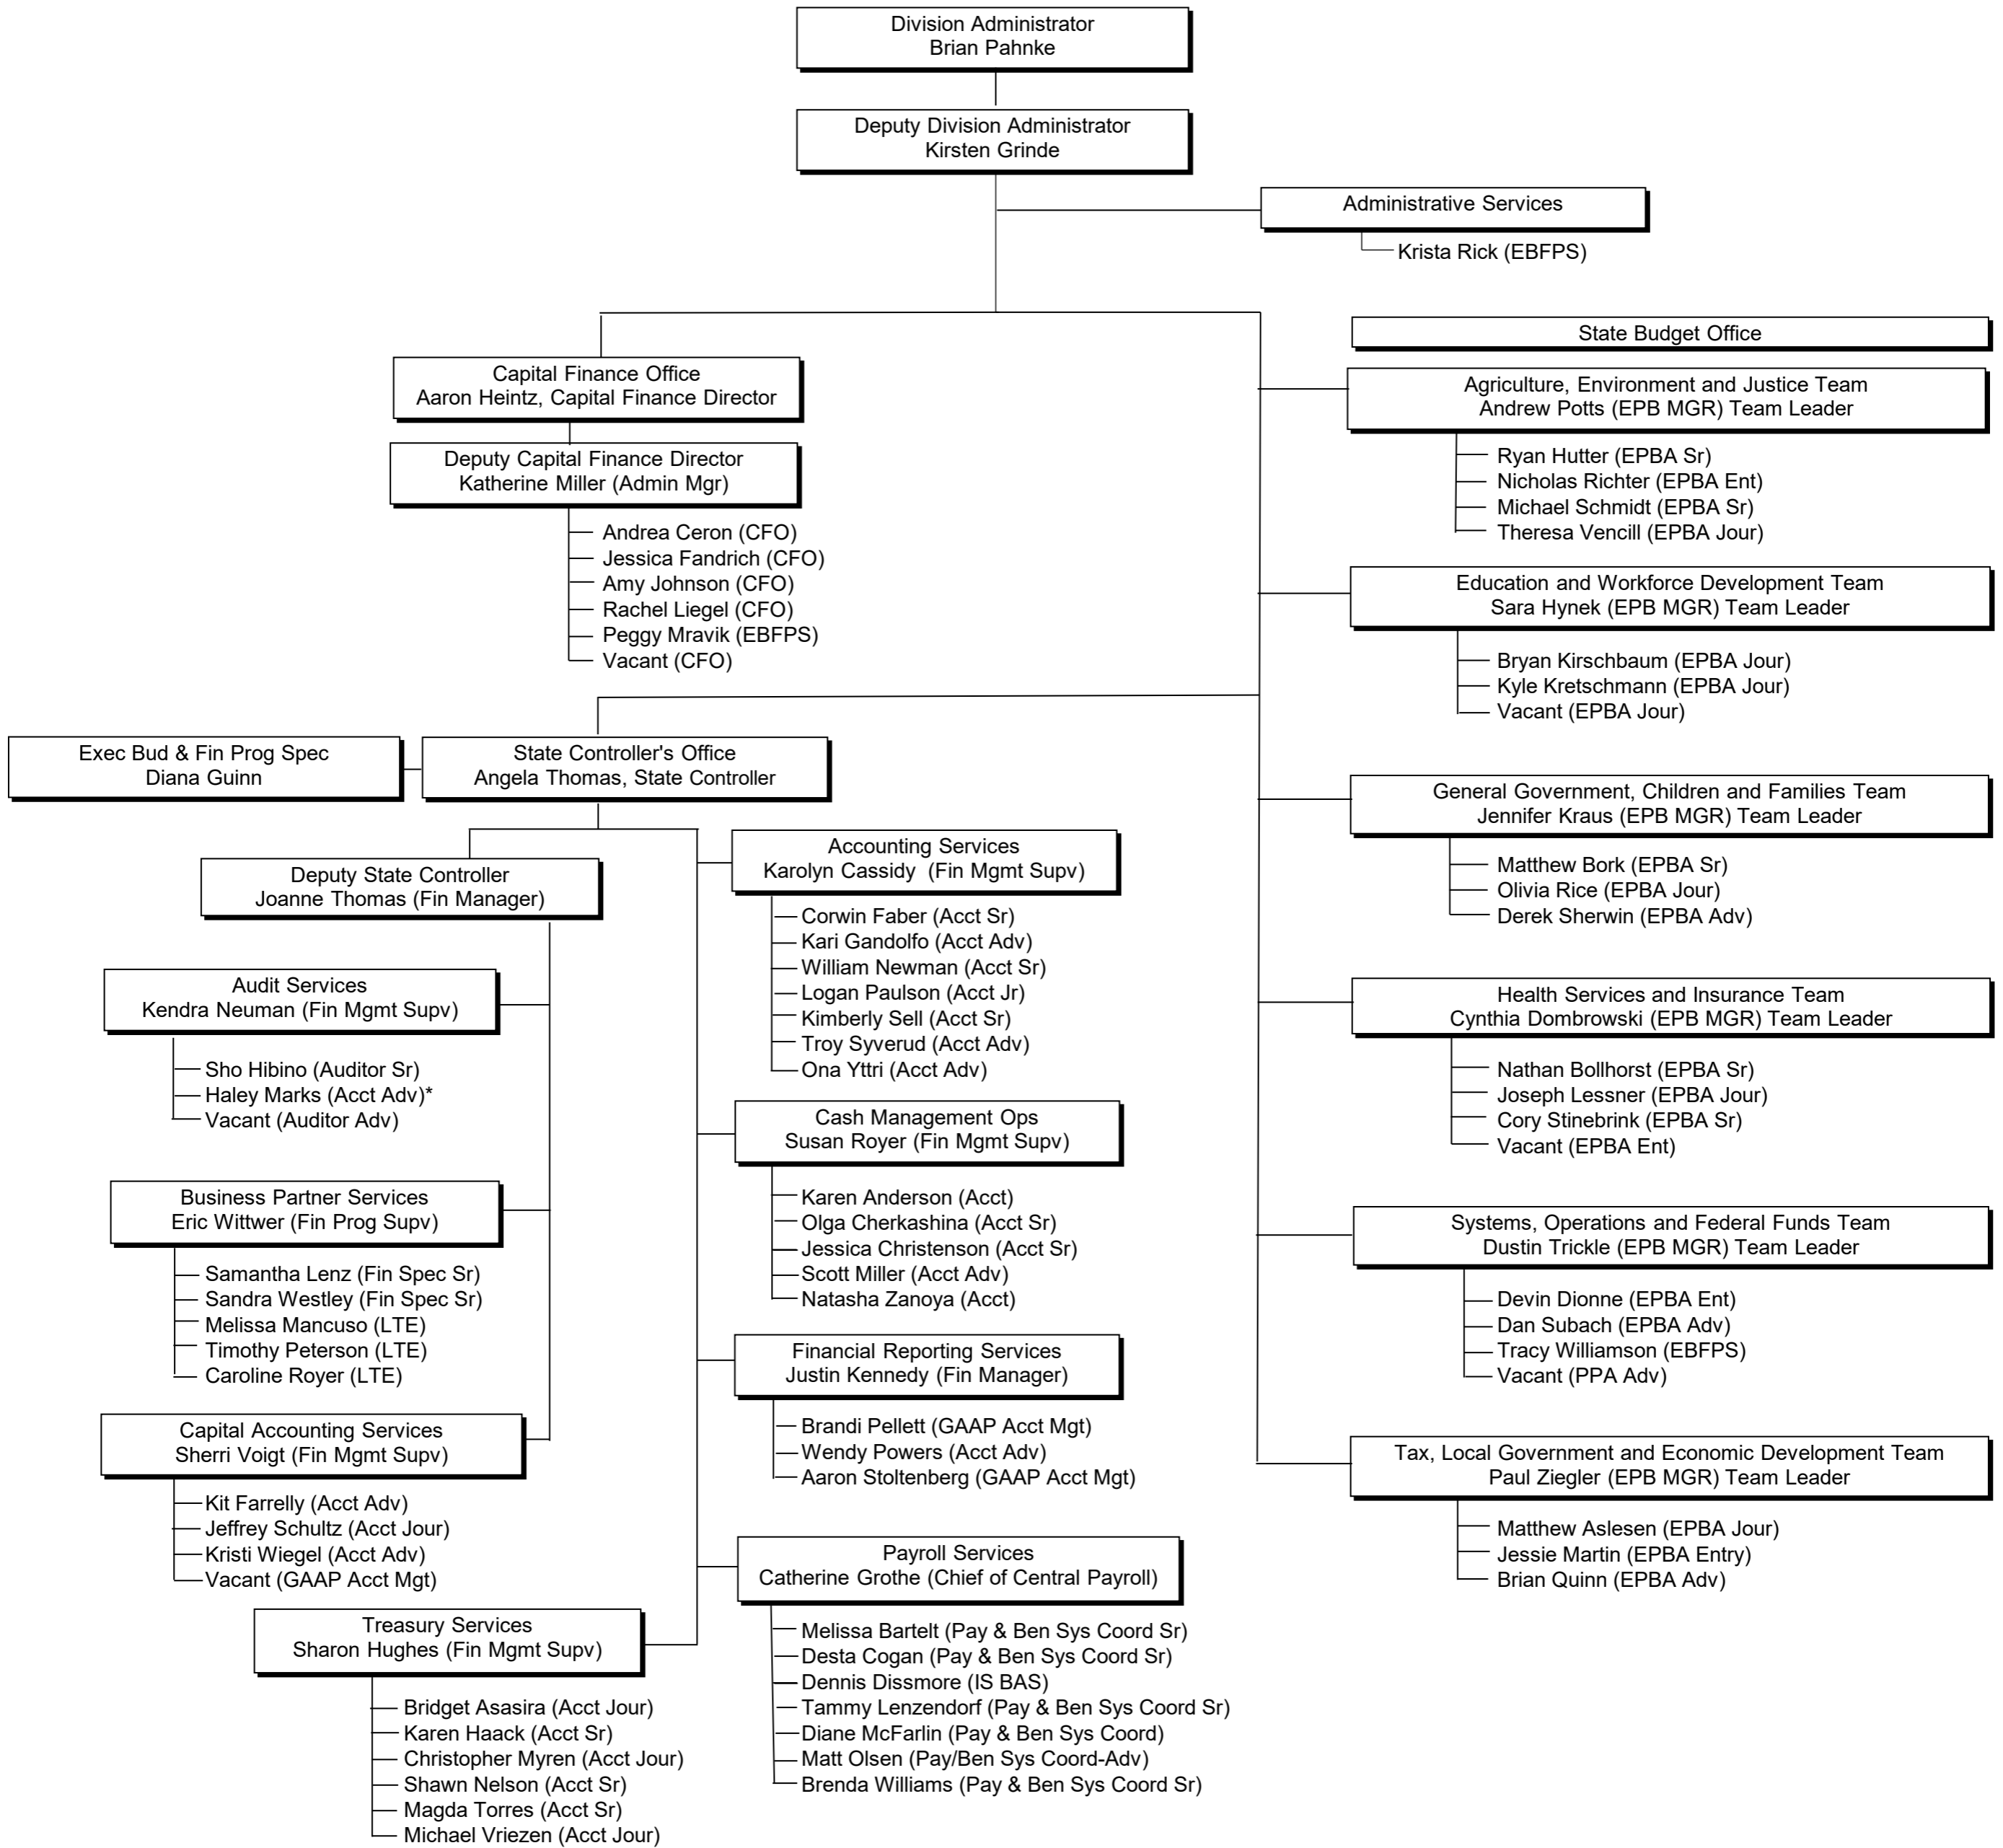 Division Administrator
Brian Pahnke
Deputy Division Administrator
Kirsten Grinde
Administrative Services
Krista Rick (EBFPS)
Capital Finance Office
Aaron Heintz, Capital Finance Director
Deputy Capital Finance Director
Katherine Miller (Admin Mgr)
Andrea Ceron (CFO)
Jessica Fandrich (CFO)
Amy Johnson (CFO)
Rachel Liegel (CFO)
Peggy Mravik (EBFPS)
Vacant (CFO)
Exec Bud & Fin Prog Spec
Diana Guinn
State Controller's Office
Angela Thomas, State Controller
Deputy State Controller
Joanne Thomas (Fin Manager)
Audit Services
Kendra Neuman (Fin Mgmt Supv)
Sho Hibino (Auditor Sr)
Haley Marks (Acct Adv)*
Vacant (Auditor Adv)
Business Partner Services
Eric Wittwer (Fin Prog Supv)
Samantha Lenz (Fin Spec Sr)
Sandra Westley (Fin Spec Sr)
Melissa Mancuso (LTE)
Timothy Peterson (LTE)
Caroline Royer (LTE)
Capital Accounting Services
Sherri Voigt (Fin Mgmt Supv)
Kit Farrelly (Acct Adv)
Jeffrey Schultz (Acct Jour)
Kristi Wiegel (Acct Adv)
Vacant (GAAP Acct Mgt)
Treasury Services
Sharon Hughes (Fin Mgmt Supv)
Bridget Asasira (Acct Jour)
Karen Haack (Acct Sr)
Christopher Myren (Acct Jour)
Shawn Nelson (Acct Sr)
Magda Torres (Acct Sr)
Michael Vriezen (Acct Jour)
Accounting Services
Karolyn Cassidy (Fin Mgmt Supv)
Corwin Faber (Acct Sr)
Kari Gandolfo (Acct Adv)
William Newman (Acct Sr)
Logan Paulson (Acct Jr)
Kimberly Sell (Acct Sr)
Troy Syverud (Acct Adv)
Ona Yttri (Acct Adv)
Cash Management Ops
Susan Royer (Fin Mgmt Supv)
Karen Anderson (Acct)
Olga Cherkashina (Acct Sr)
Jessica Christenson (Acct Sr)
Scott Miller (Acct Adv)
Natasha Zanoya (Acct)
Financial Reporting Services
Justin Kennedy (Fin Manager)
Brandi Pellett (GAAP Acct Mgt)
Wendy Powers (Acct Adv)
Aaron Stoltenberg (GAAP Acct Mgt)
Payroll Services
Catherine Grothe (Chief of Central Payroll)
Melissa Bartelt (Pay & Ben Sys Coord Sr)
Desta Cogan (Pay & Ben Sys Coord Sr)
Dennis Dissmore (IS BAS)
Tammy Lenzendorf (Pay & Ben Sys Coord Sr)
Diane McFarlin (Pay & Ben Sys Coord)
Matt Olsen (Pay/Ben Sys Coord-Adv)
Brenda Williams (Pay & Ben Sys Coord Sr)
State Budget Office
Agriculture, Environment and Justice Team
Andrew Potts (EPB MGR) Team Leader
Ryan Hutter (EPBA Sr)
Nicholas Richter (EPBA Ent)
Michael Schmidt (EPBA Sr)
Theresa Vencill (EPBA Jour)
Education and Workforce Development Team
Sara Hynek (EPB MGR) Team Leader
Bryan Kirschbaum (EPBA Jour)
Kyle Kretschmann (EPBA Jour)
Vacant (EPBA Jour)
General Government, Children and Families Team
Jennifer Kraus (EPB MGR) Team Leader
Matthew Bork (EPBA Sr)
Olivia Rice (EPBA Jour)
Derek Sherwin (EPBA Adv)
Health Services and Insurance Team
Cynthia Dombrowski (EPB MGR) Team Leader
Nathan Bollhorst (EPBA Sr)
Joseph Lessner (EPBA Jour)
Cory Stinebrink (EPBA Sr)
Vacant (EPBA Ent)
Systems, Operations and Federal Funds Team
Dustin Trickle (EPB MGR) Team Leader
Devin Dionne (EPBA Ent)
Dan Subach (EPBA Adv)
Tracy Williamson (EBFPS)
Vacant (PPA Adv)
Tax, Local Government and Economic Development Team
Paul Ziegler (EPB MGR) Team Leader
Matthew Aslesen (EPBA Jour)
Jessie Martin (EPBA Entry)
Brian Quinn (EPBA Adv)